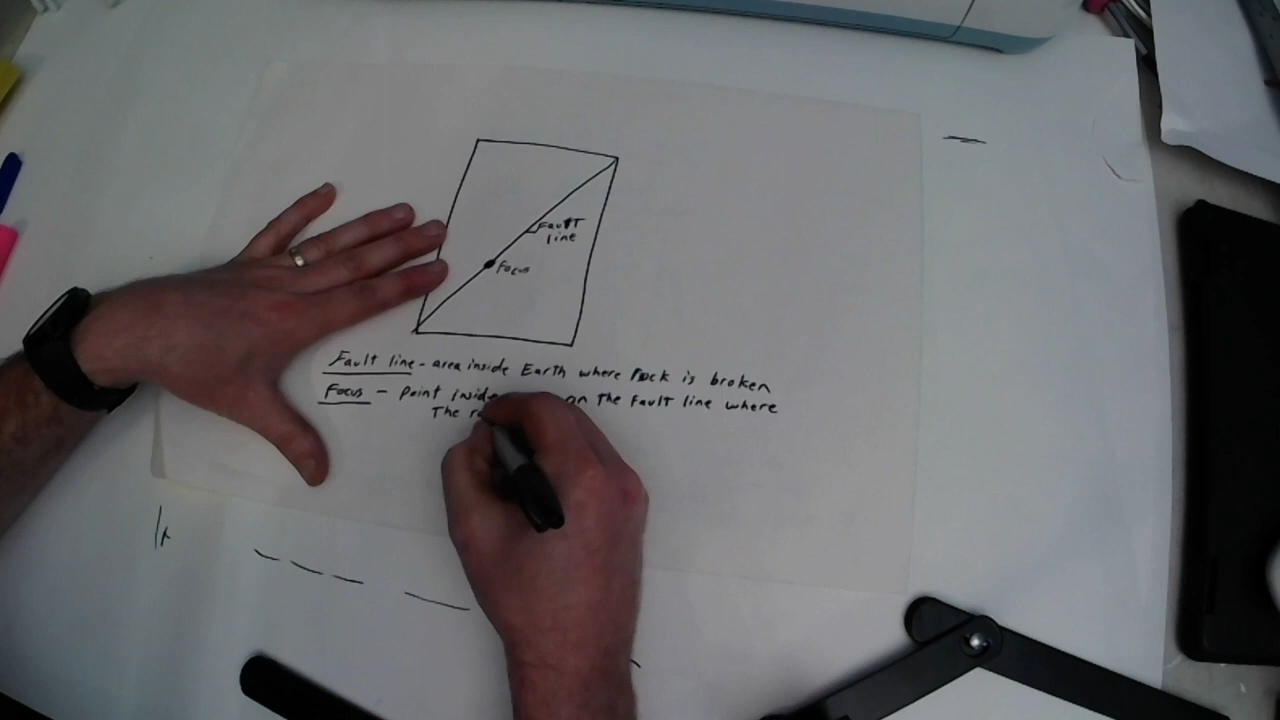 Fault
line
Focus
Fault line - area inside Earth where Rock is broken
Focus - Point inside on The Fault line where
The